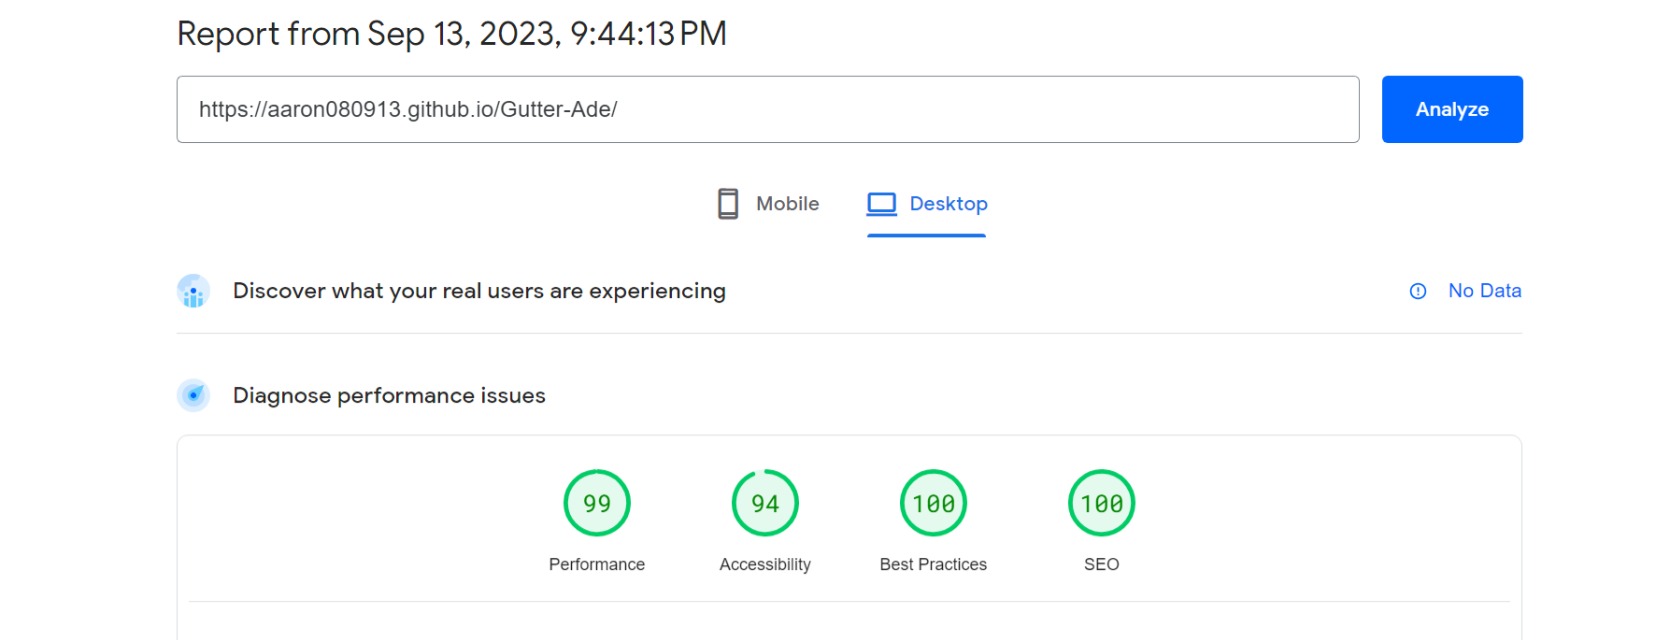 Report from Sep 13, 2023, 9:44:13 PM
https://aaron080913.github.io/Gutter-Ade/
Analyze
Mobile
Desktop
Discover what your real users are experiencing
No Data
Diagnose performance issues
99
94
100
100
Performance
Accessibility
Best Practices
SEO